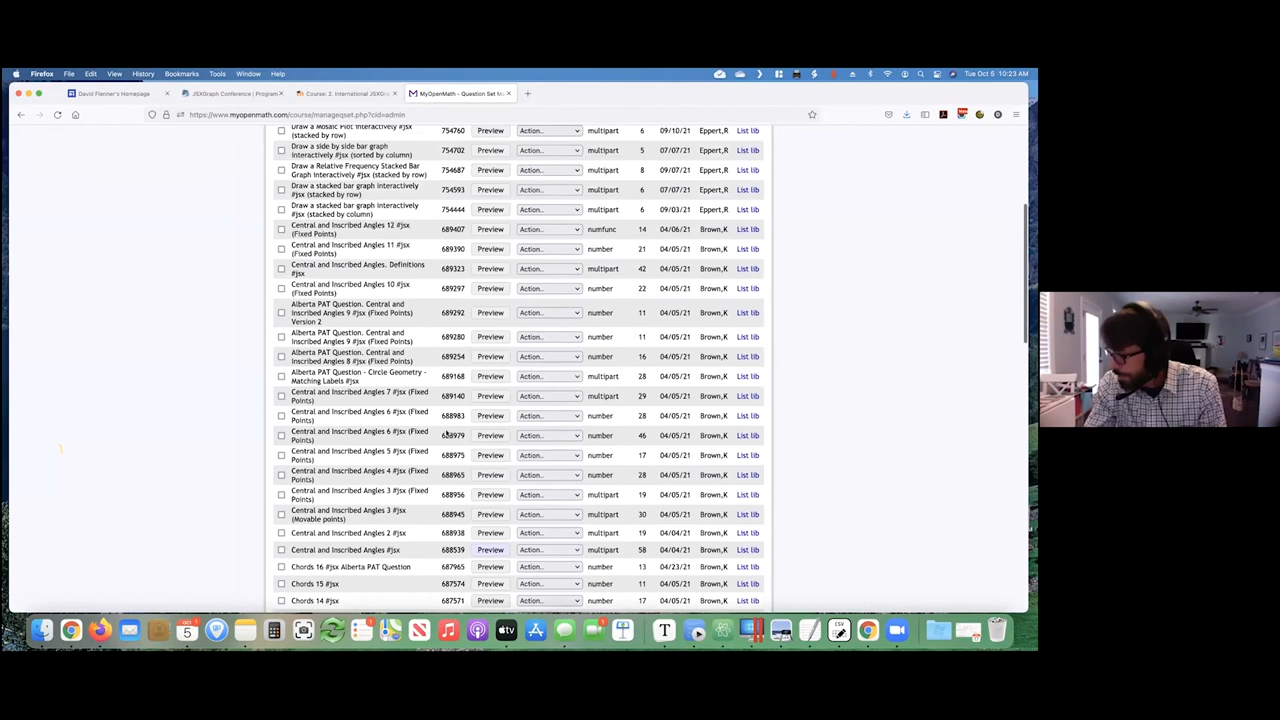 Firefox File Edit View History Bookmarks Tools Window Help Tue Oct 5 10:23 AM
David Flenner's Homepage × JSXGraph Conference | Program × Course: 2. International JSXGr × MyOpenMath - Question Set M × +
https://www.myopenmath.com/course/manageqset.php?cid=admin
Draw a Mosaic Plot interactively #jsx (stacked by row) 754760 Preview Action... multipart 6 09/10/21 Eppert,R List lib
Draw a side by side bar graph interactively #jsx (sorted by column) 754702 Preview Action... multipart 5 07/07/21 Eppert,R List lib
Draw a Relative Frequency Stacked Bar Graph interactively #jsx (stacked by row) 754687 Preview Action... multipart 8 09/07/21 Eppert,R List lib
Draw a stacked bar graph interactively #jsx (stacked by row) 754593 Preview Action... multipart 6 07/07/21 Eppert,R List lib
Draw a stacked bar graph interactively #jsx (stacked by column) 754444 Preview Action... multipart 6 09/03/21 Eppert,R List lib
Central and Inscribed Angles 12 #jsx (Fixed Points) 689407 Preview Action... numfunc 14 04/06/21 Brown,K List lib
Central and Inscribed Angles 11 #jsx (Fixed Points) 689390 Preview Action... number 21 04/05/21 Brown,K List lib
Central and Inscribed Angles. Definitions #jsx 689323 Preview Action... multipart 42 04/05/21 Brown,K List lib
Central and Inscribed Angles 10 #jsx (Fixed Points) 689297 Preview Action... number 22 04/05/21 Brown,K List lib
Alberta PAT Question. Central and Inscribed Angles 9 #jsx (Fixed Points) Version 2 689292 Preview Action... number 11 04/05/21 Brown,K List lib
Alberta PAT Question. Central and Inscribed Angles 9 #jsx (Fixed Points) 689280 Preview Action... number 11 04/05/21 Brown,K List lib
Alberta PAT Question. Central and Inscribed Angles 8 #jsx (Fixed Points) 689254 Preview Action... number 16 04/05/21 Brown,K List lib
Alberta PAT Question - Circle Geometry - Matching Labels #jsx 689168 Preview Action... multipart 28 04/05/21 Brown,K List lib
Central and Inscribed Angles 7 #jsx (Fixed Points) 689140 Preview Action... multipart 29 04/05/21 Brown,K List lib
Central and Inscribed Angles 6 #jsx (Fixed Points) 688983 Preview Action... number 28 04/05/21 Brown,K List lib
Central and Inscribed Angles 6 #jsx (Fixed Points) 688979 Preview Action... number 46 04/05/21 Brown,K List lib
Central and Inscribed Angles 5 #jsx (Fixed Points) 688975 Preview Action... number 17 04/05/21 Brown,K List lib
Central and Inscribed Angles 4 #jsx (Fixed Points) 688965 Preview Action... number 28 04/05/21 Brown,K List lib
Central and Inscribed Angles 3 #jsx (Fixed Points) 688956 Preview Action... multipart 19 04/05/21 Brown,K List lib
Central and Inscribed Angles 3 #jsx (Movable points) 688945 Preview Action... multipart 30 04/05/21 Brown,K List lib
Central and Inscribed Angles 2 #jsx 688938 Preview Action... multipart 19 04/04/21 Brown,K List lib
Central and Inscribed Angles #jsx 688539 Preview Action... multipart 58 04/04/21 Brown,K List lib
Chords 16 #jsx Alberta PAT Question 687965 Preview Action... number 13 04/23/21 Brown,K List lib
Chords 15 #jsx 687574 Preview Action... number 11 04/05/21 Brown,K List lib
Chords 14 #jsx 687571 Preview Action... number 17 04/05/21 Brown,K List lib